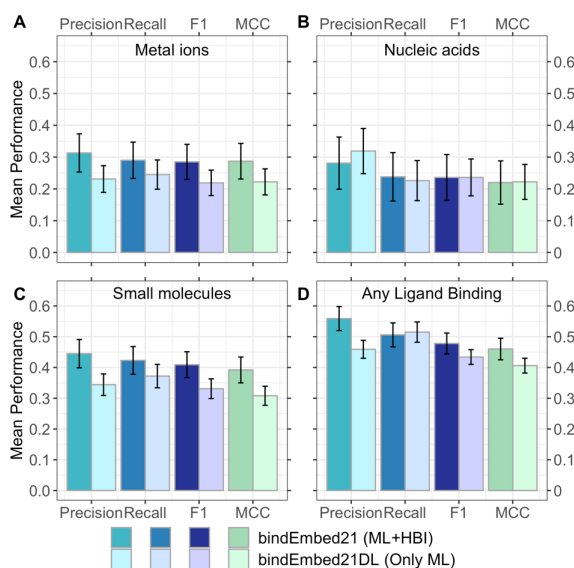 A Precision Recall F1 MCC B Precision Recall F1 MCC
Metal ions Nucleic acids
Mean Performance
0.6 0.6
0.5 0.5
0.4 0.4
0.3 0.3
0.2 0.2
0.1 0.1
0.0 0.0
C Small molecules D Any Ligand Binding
Mean Performance
0.6 0.6
0.5 0.5
0.4 0.4
0.3 0.3
0.2 0.2
0.1 0.1
0.0 0.0
Precision Recall F1 MCC Precision Recall F1 MCC
bindEmbed21 (ML+HBI)
bindEmbed21DL (Only ML)